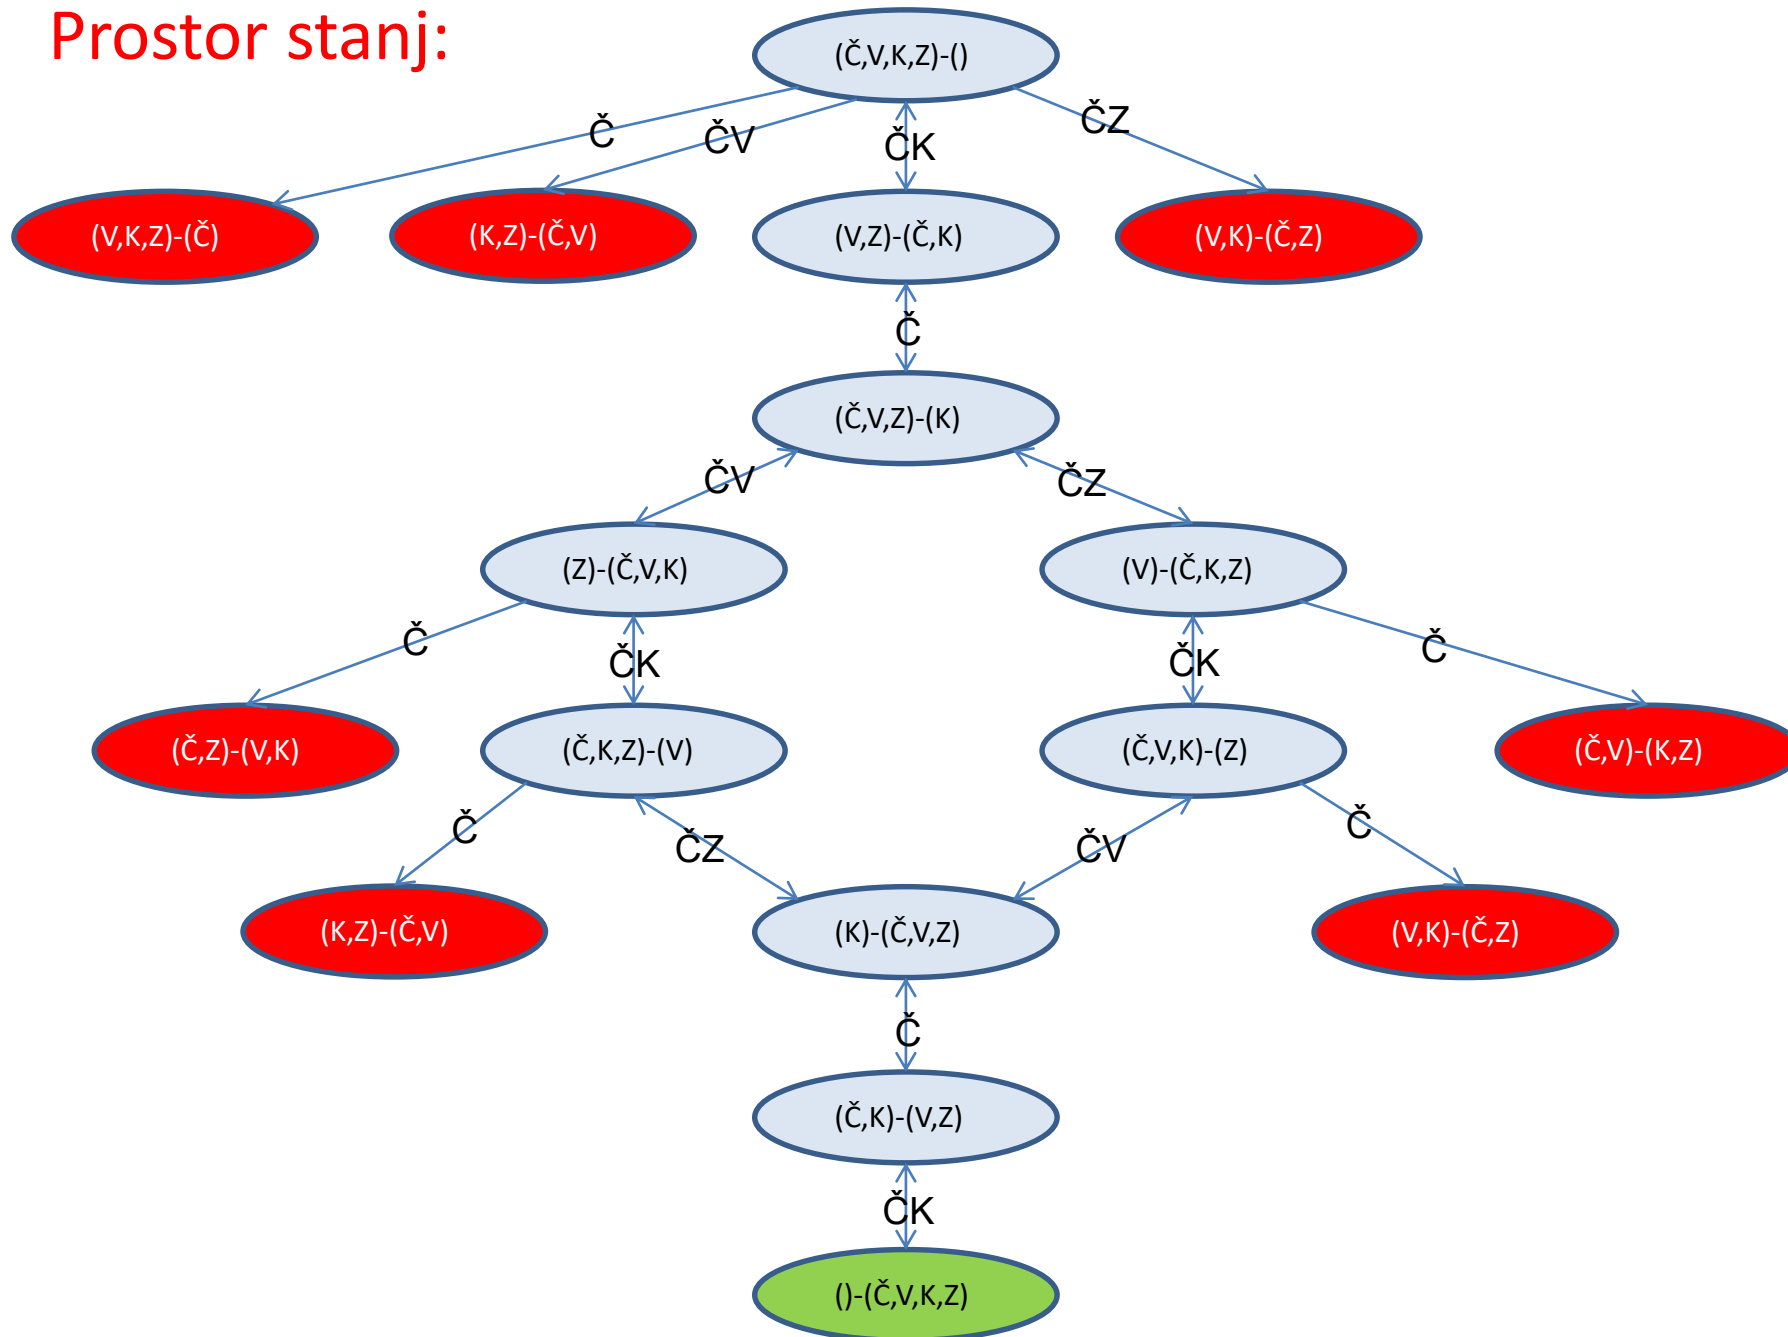 Prostor stanj:
(Č,V,K,Z)-()
Č
ČV
ČK
ČZ
(V,K,Z)-(Č)
(K,Z)-(Č,V)
(V,Z)-(Č,K)
(V,K)-(Č,Z)
Č
(Č,V,Z)-(K)
ČV
ČZ
(Z)-(Č,V,K)
(V)-(Č,K,Z)
Č
ČK
ČK
Č
(Č,Z)-(V,K)
(Č,K,Z)-(V)
(Č,V,K)-(Z)
(Č,V)-(K,Z)
Č
ČZ
ČV
Č
(K,Z)-(Č,V)
(K)-(Č,V,Z)
(V,K)-(Č,Z)
Č
(Č,K)-(V,Z)
ČK
()-(Č,V,K,Z)